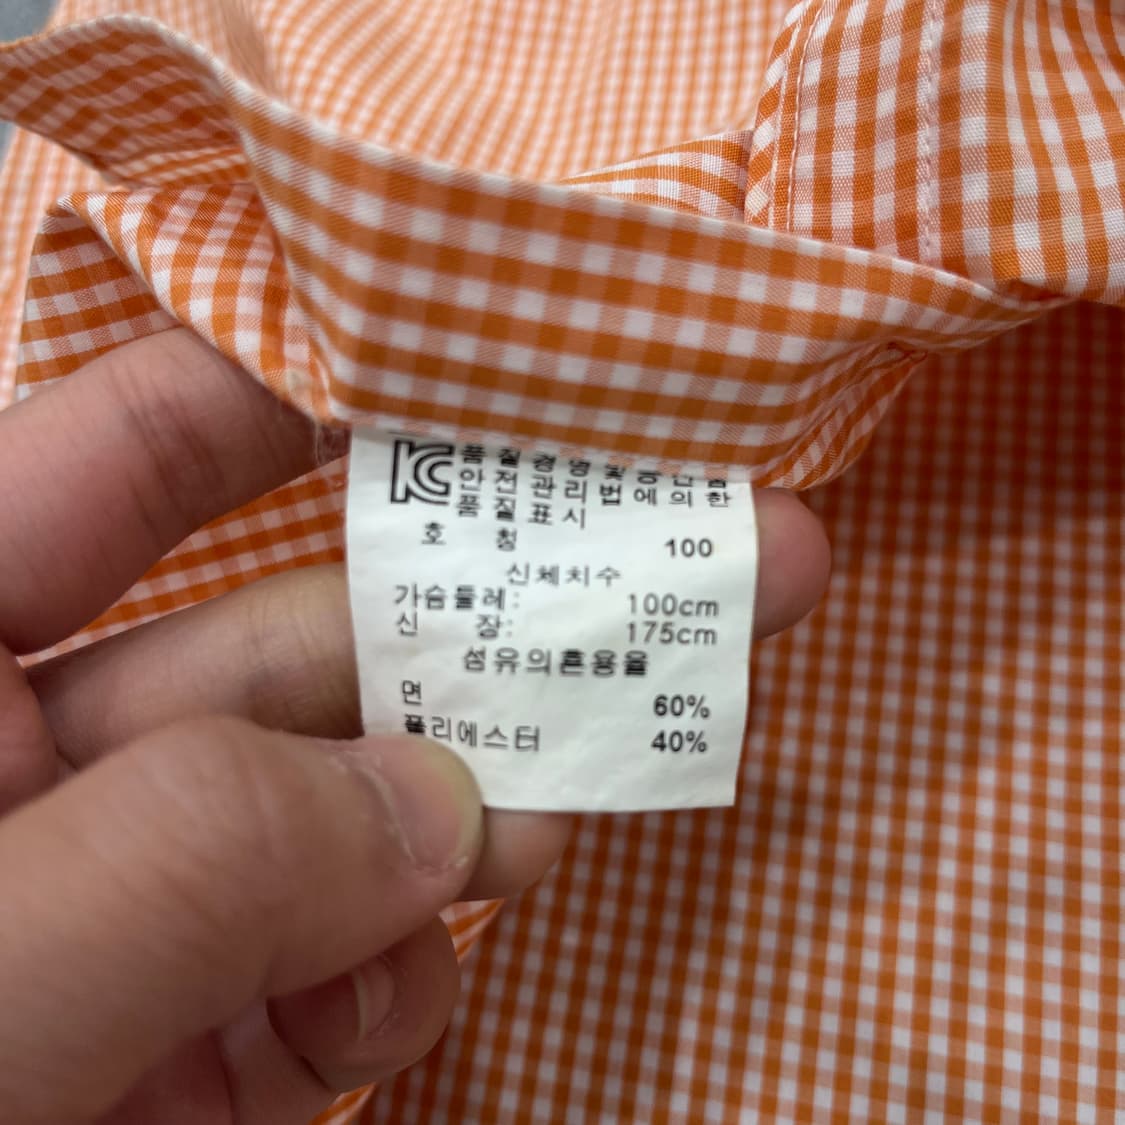 KC 품질경영 및 공산품
안전관리법에 의한
품질표시
호 칭 100
신체치수
가슴둘레: 100cm
신 장: 175cm
섬유의혼용율
면 60%
폴리에스터 40%